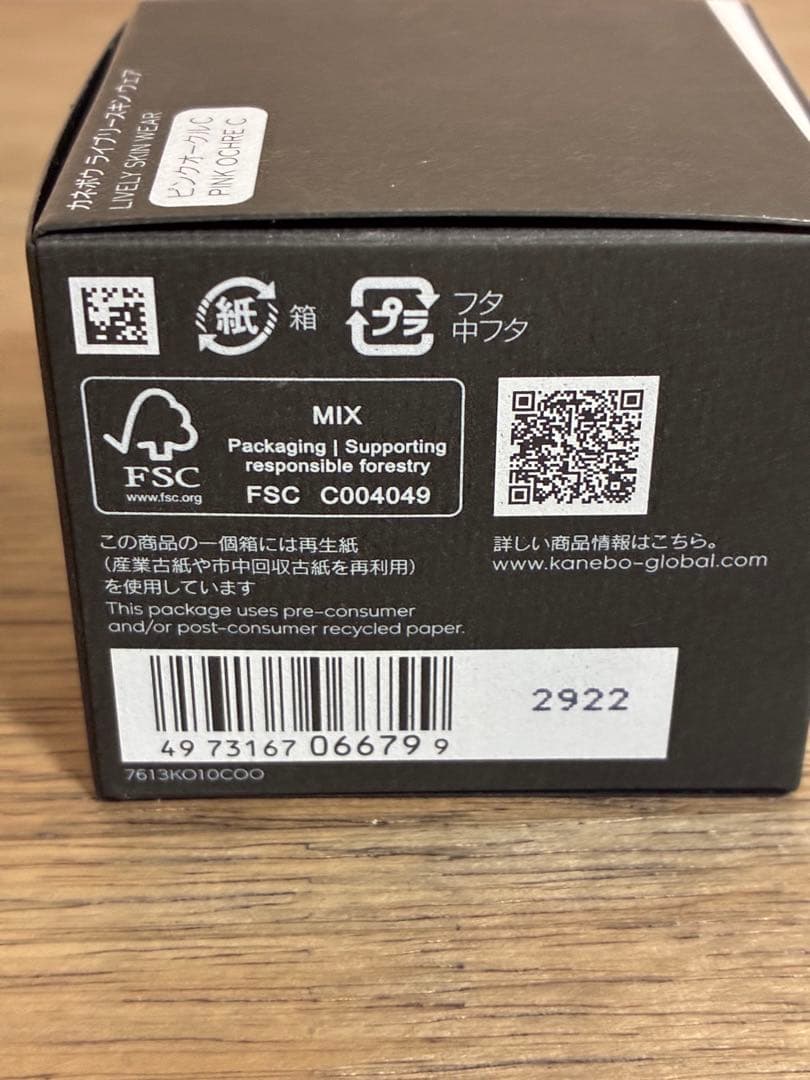 カネボウ ライブリースキン ウェア
LIVELY SKIN WEAR
ピンクオークルC
PINK OCHRE C
紙 箱
プラ フタ
中フタ
FSC
www.fsc.org
MIX
Packaging | Supporting
responsible forestry
FSC C004049
この商品の一個箱には再生紙
(産業古紙や市中回収古紙を再利用)
を使用しています
This package uses pre-consumer
and/or post-consumer recycled paper.
詳しい商品情報はこちら。
www.kanebo-global.com
49 73167 06679 9
2922
7613KO10COO